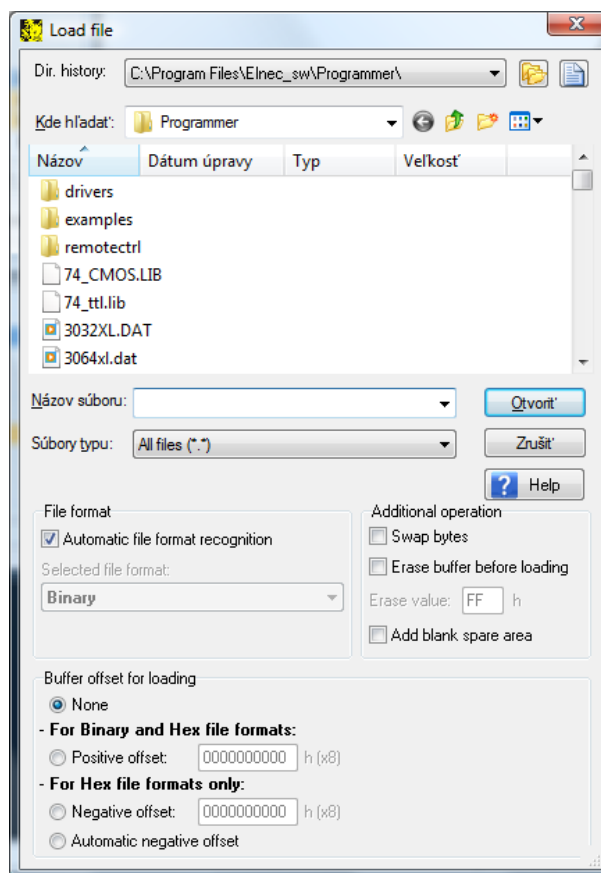 Load file
Dir. history: C:\Program Files\Elnec_sw\Programmer\
Kde hľadať: Programmer
Názov Dátum úpravy Typ Veľkosť
drivers
examples
remotectrl
74_CMOS.LIB
74_ttl.lib
3032XL.DAT
3064xl.dat
Názov súboru: Otvoriť
Súbory typu: All files (*.*) Zrušiť
? Help
File format
Automatic file format recognition
Selected file format:
Binary
Additional operation
Swap bytes
Erase buffer before loading
Erase value: FF h
Add blank spare area
Buffer offset for loading
None
- For Binary and Hex file formats:
Positive offset: 0000000000 h (x8)
- For Hex file formats only:
Negative offset: 0000000000 h (x8)
Automatic negative offset